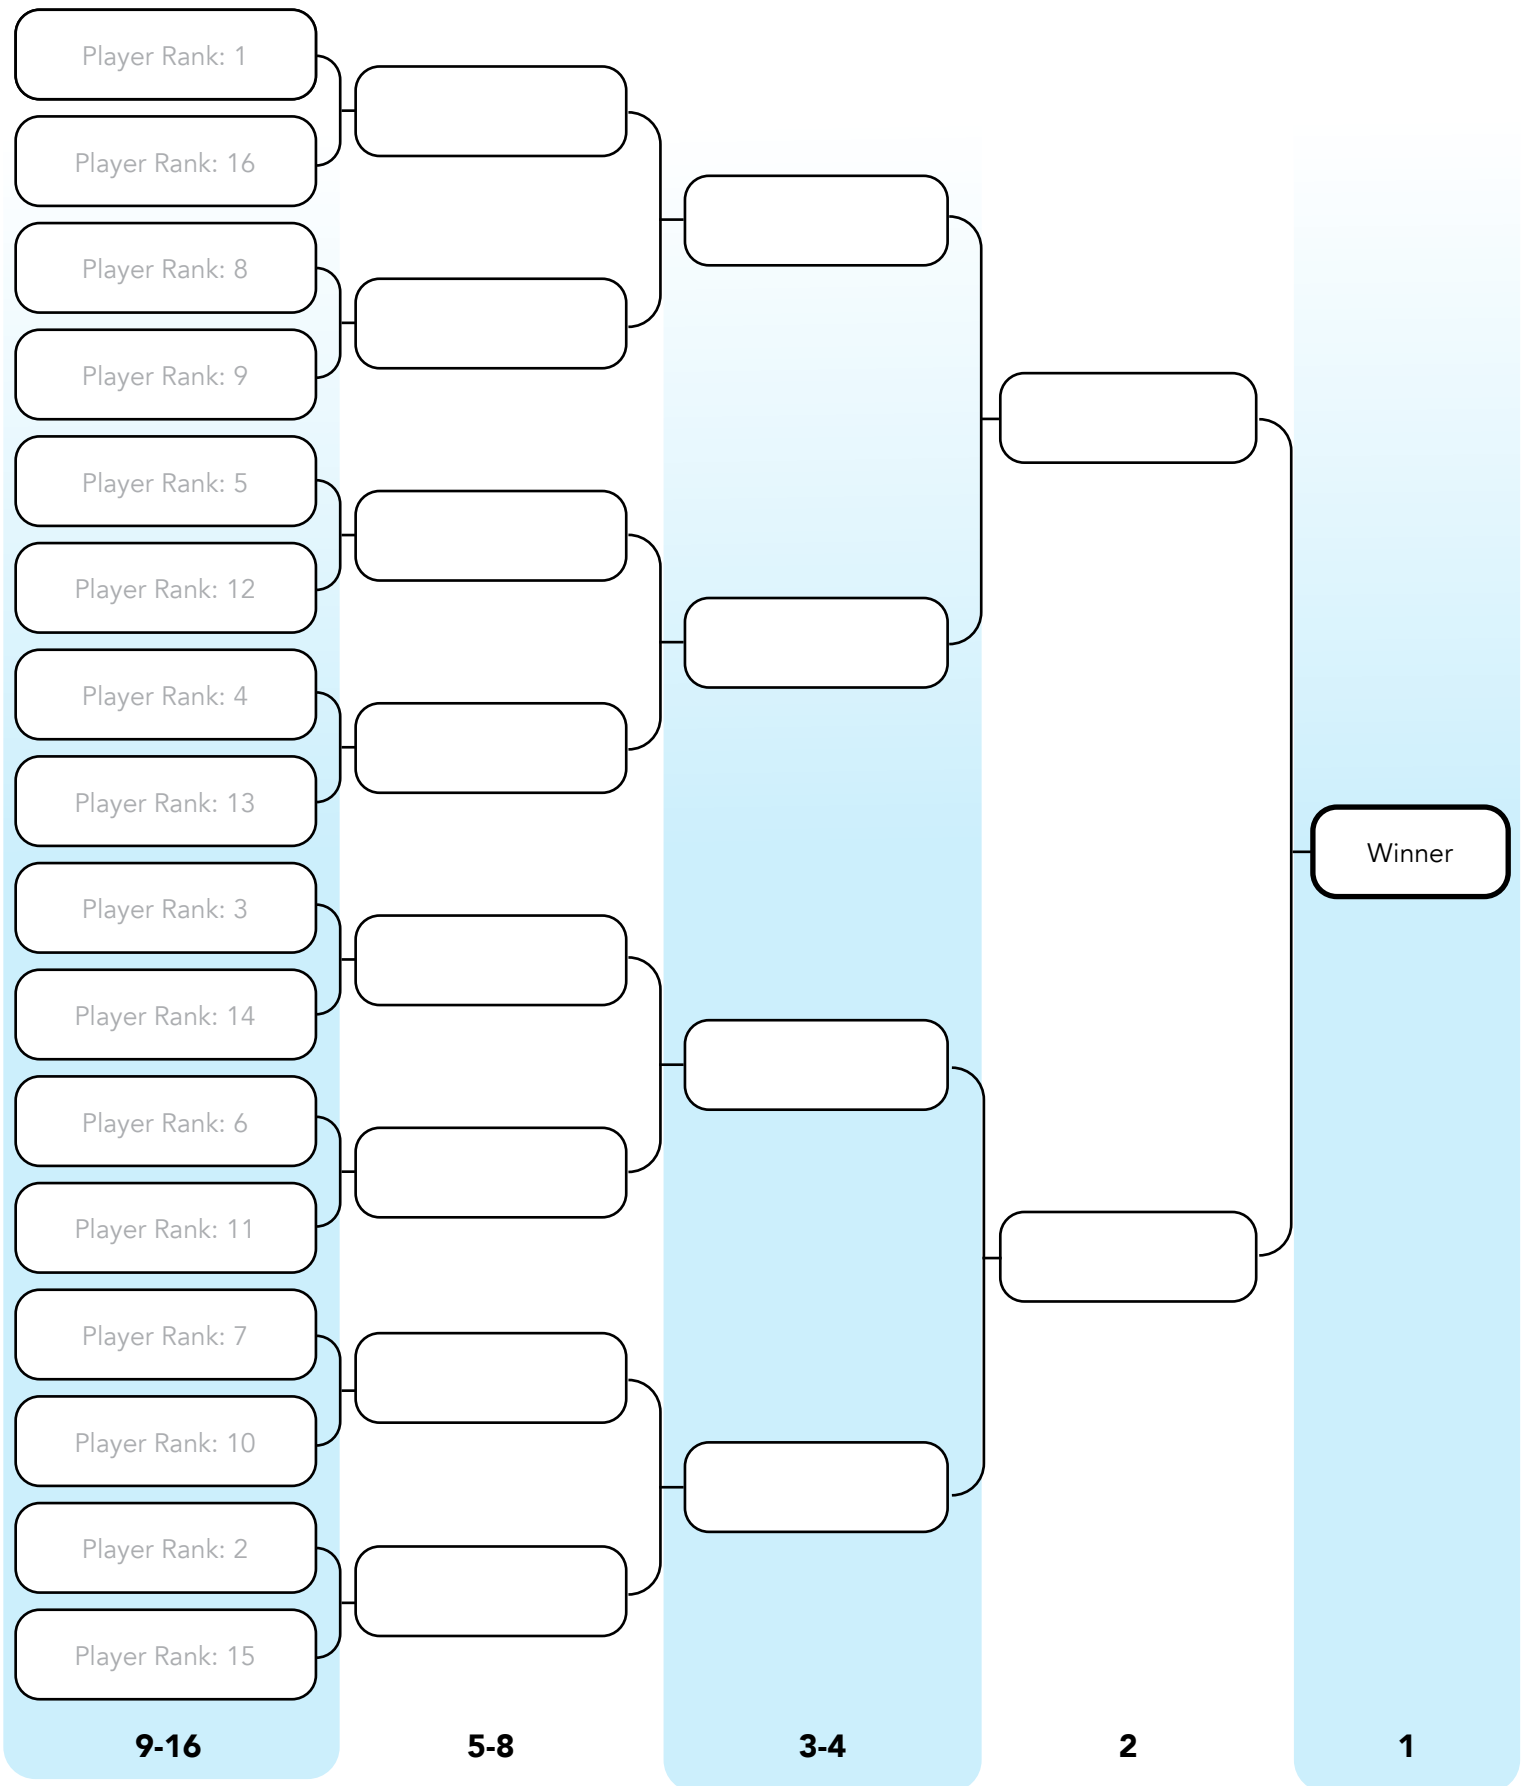 Player Rank: 1
Player Rank: 16
Player Rank: 8
Player Rank: 9
Player Rank: 5
Player Rank: 12
Player Rank: 4
Player Rank: 13
Player Rank: 3
Player Rank: 14
Player Rank: 6
Player Rank: 11
Player Rank: 7
Player Rank: 10
Player Rank: 2
Player Rank: 15
Winner
9-16
5-8
3-4
2
1